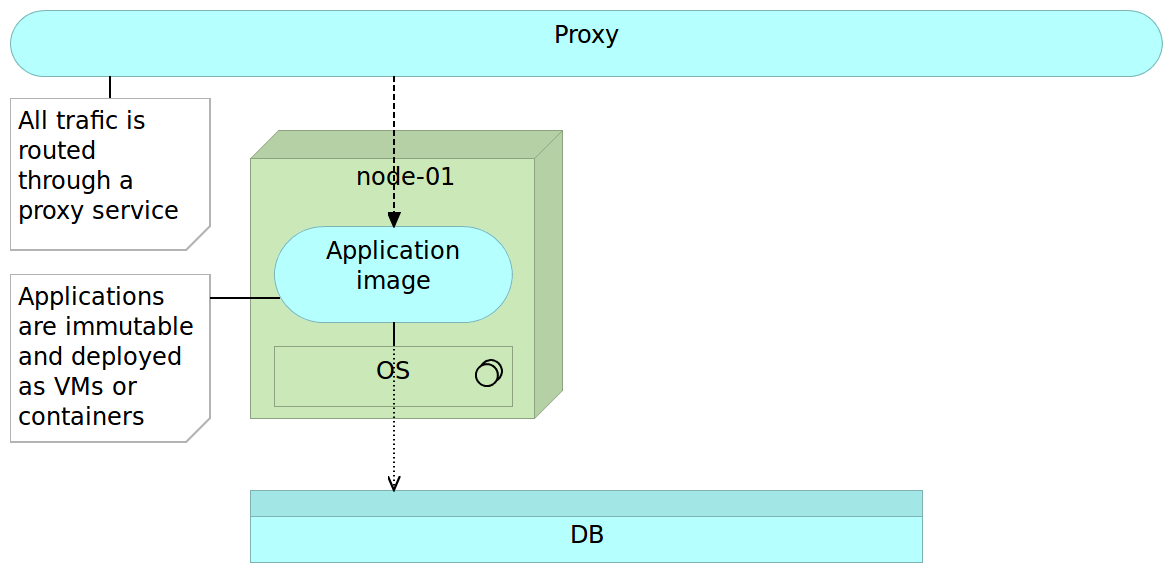 Proxy
All trafic is
routed
through a
proxy service
node-01
Application
image
Applications
are immutable
and deployed
as VMs or
containers
OS
DB